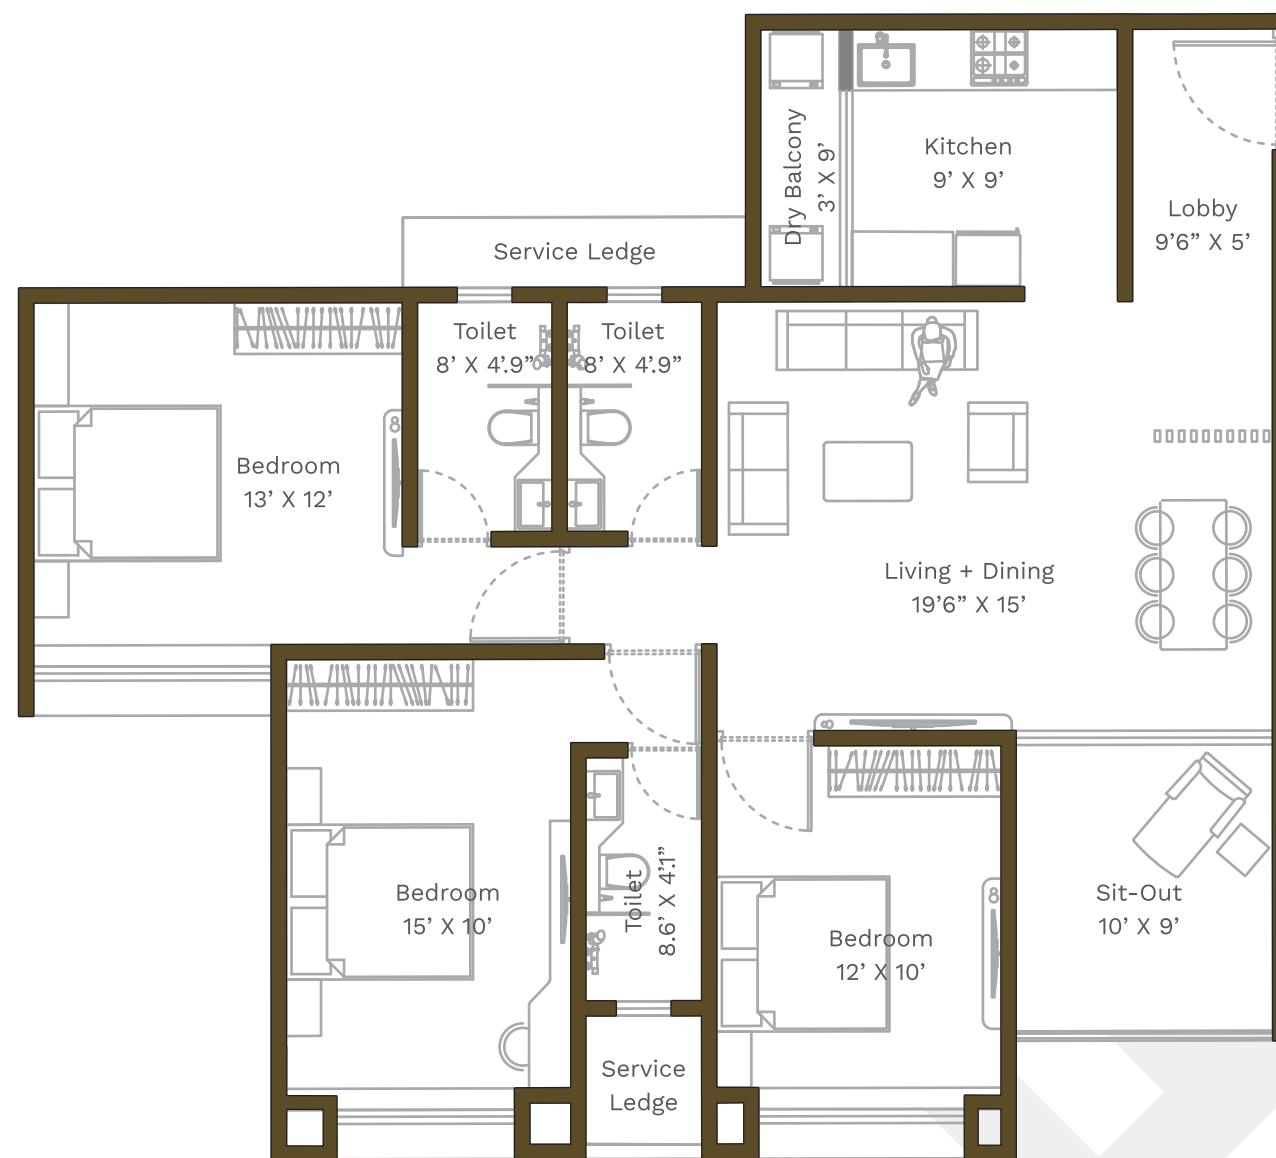 Dry Balcony
3’ X 9’
Kitchen
9’ X 9’
Lobby
9’6” X 5’
Service Ledge
Toilet
8’ X 4’.9”
Toilet
8’ X 4’.9”
Bedroom
13’ X 12’
Living + Dining
19’6” X 15’
Bedroom
15’ X 10’
Toilet
8.6’ X 4’.1”
Bedroom
12’ X 10’
Sit-Out
10’ X 9’
Service
Ledge